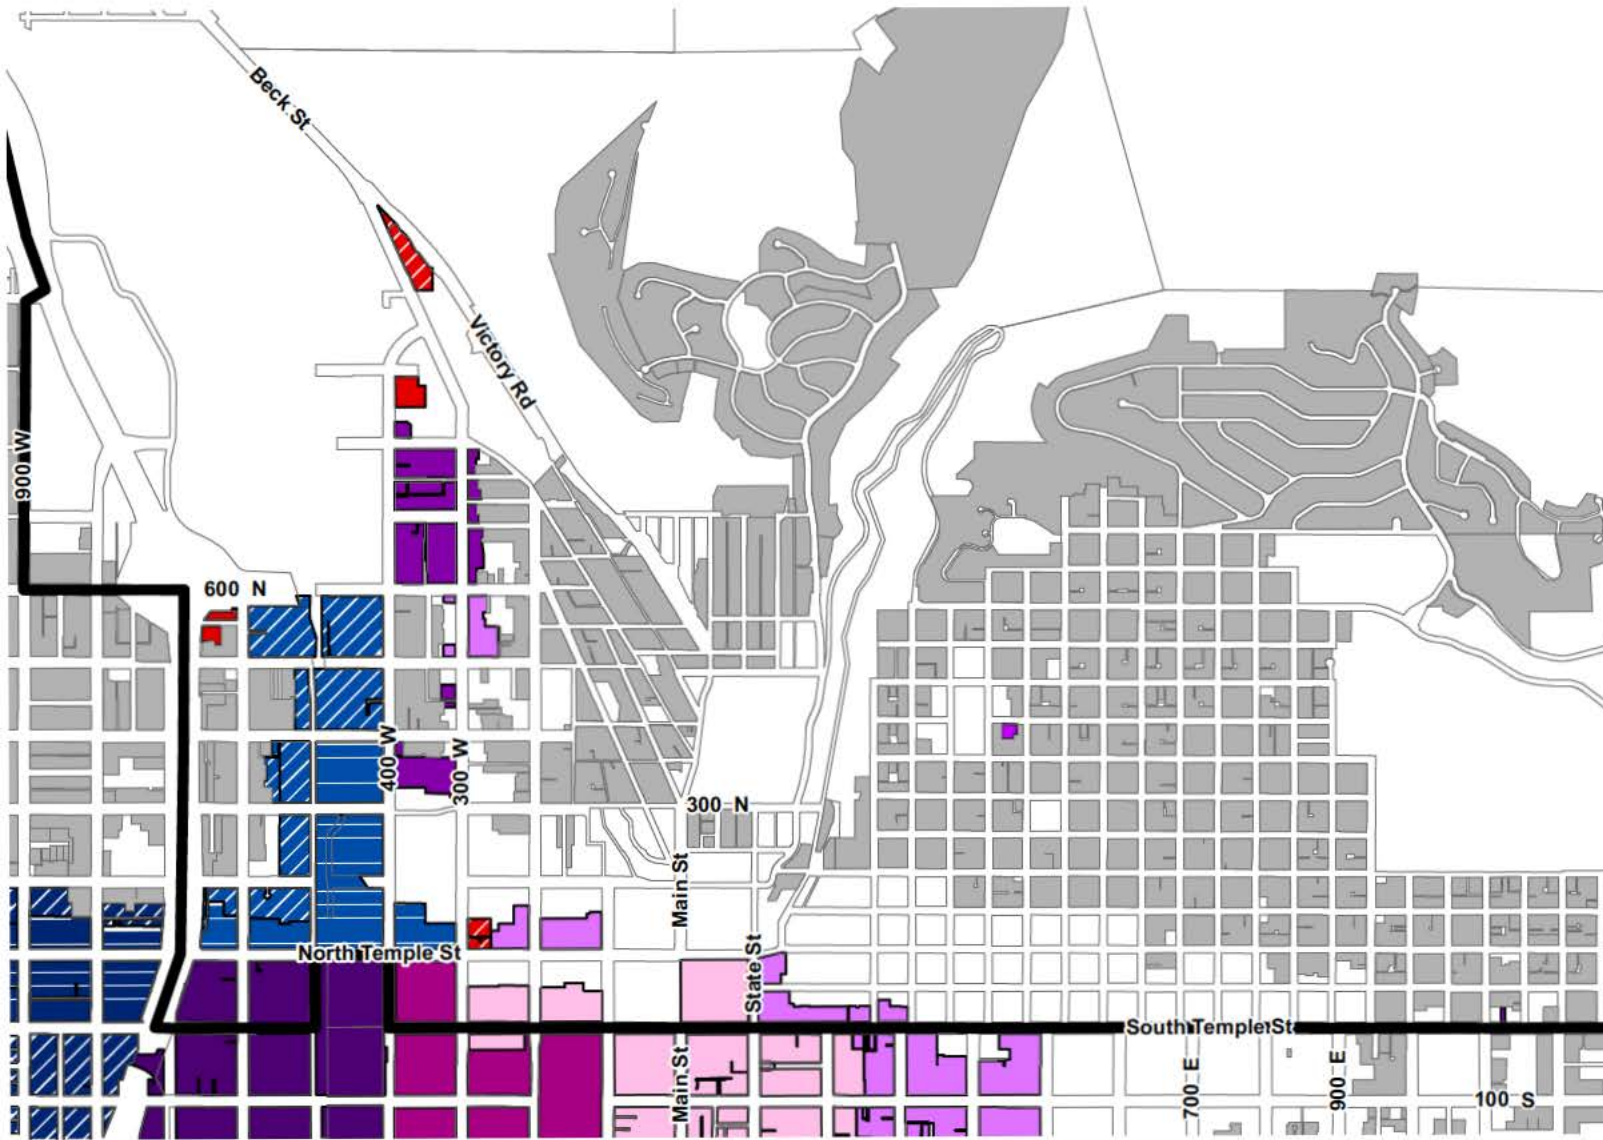 Beck St
Victory Rd
900 W
600 N
400 W
300 W
300 N
Main St
North Temple St
State St
South Temple St
Main St
700 E
900 E
100 S